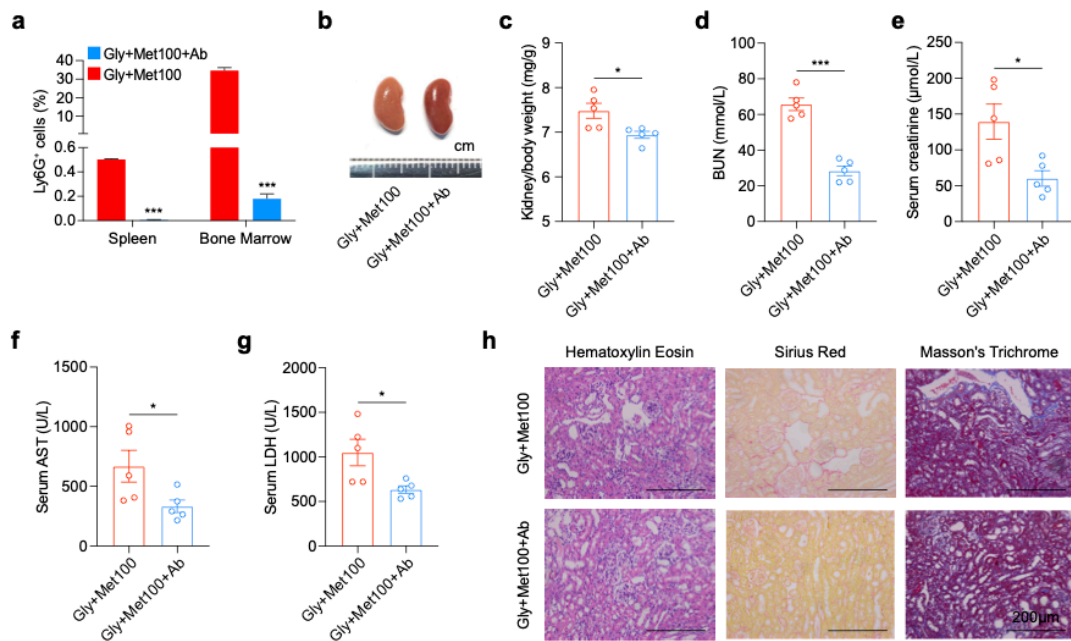 a
Gly+Met100+Ab
Gly+Met100
Ly6G+ cells (%)
40
30
20
0.6
0.4
0.2
0.0
***
***
Spleen
Bone Marrow
b
cm
Gly+Met100
Gly+Met100+Ab
c
Kidney/body weight (mg/g)
9
8
7
6
5
*
Gly+Met100
Gly+Met100+Ab
d
BUN
(mmol/L)
100
80
60
40
20
0
***
Gly+Met100
Gly+Met100+Ab
e
Serum creatinine (μmol/L)
250
200
150
100
50
0
*
Gly+Met100
Gly+Met100+Ab
f
Serum AST (U/L)
1500
1000
500
0
*
Gly+Met100
Gly+Met100+Ab
g
Serum LDH (U/L)
2000
1500
1000
500
0
*
Gly+Met100
Gly+Met100+Ab
h
Hematoxylin Eosin
Sirius Red
Masson's Trichrome
Gly+Met100
Gly+Met100+Ab
200μm